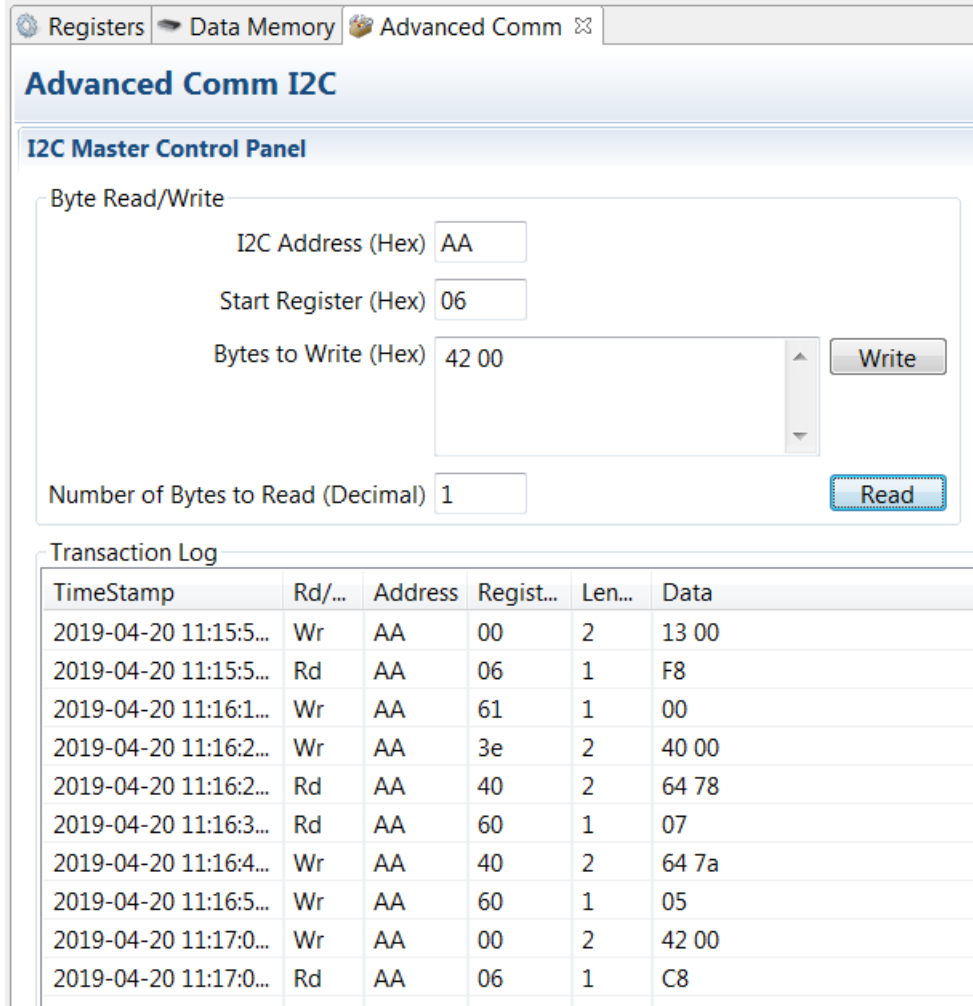 Registers Data Memory Advanced Comm
Advanced Comm I2C
I2C Master Control Panel
Byte Read/Write
I2C Address (Hex) AA
Start Register (Hex) 06
Bytes to Write (Hex) 42 00 Write
Number of Bytes to Read (Decimal) 1 Read
Transaction Log
TimeStamp Rd/... Address Regist... Len... Data
2019-04-20 11:15:5... Wr AA 00 2 13 00
2019-04-20 11:15:5... Rd AA 06 1 F8
2019-04-20 11:16:1... Wr AA 61 1 00
2019-04-20 11:16:2... Wr AA 3e 2 40 00
2019-04-20 11:16:2... Rd AA 40 2 64 78
2019-04-20 11:16:3... Rd AA 60 1 07
2019-04-20 11:16:4... Wr AA 40 2 64 7a
2019-04-20 11:16:5... Wr AA 60 1 05
2019-04-20 11:17:0... Wr AA 00 2 42 00
2019-04-20 11:17:0... Rd AA 06 1 C8